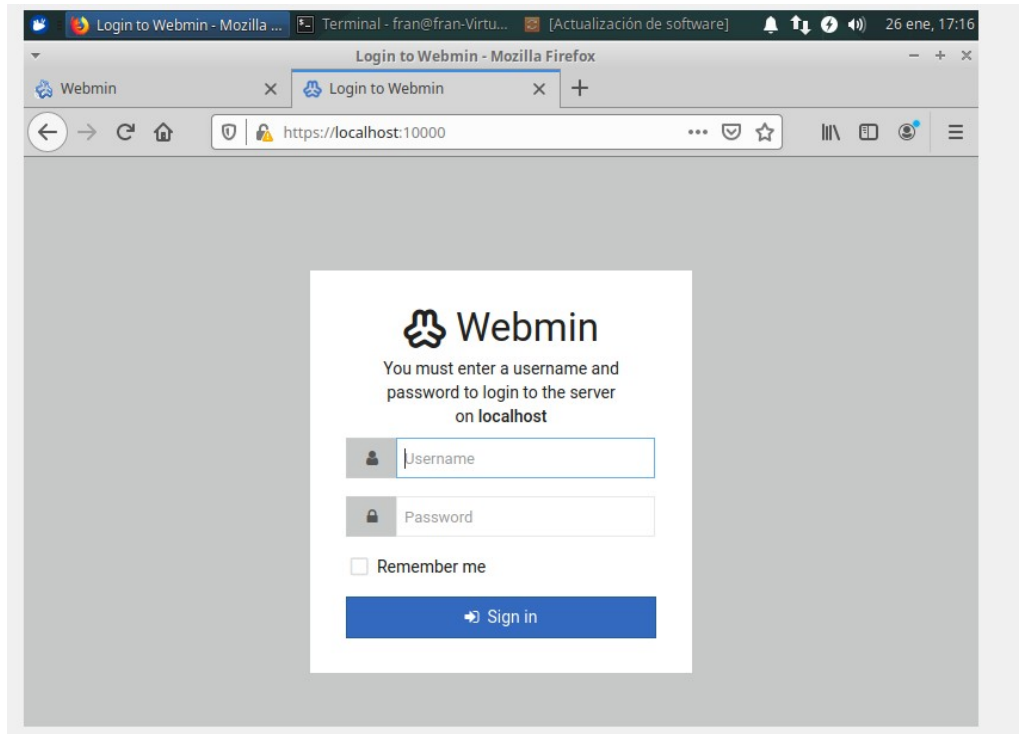 Login to Webmin - Mozilla ... Terminal - fran@fran-Virtu... [Actualización de software] 26 ene, 17:16
Login to Webmin - Mozilla Firefox
Webmin Login to Webmin
https://localhost:10000
Webmin
You must enter a username and
password to login to the server
on localhost
Username
Password
Remember me
Sign in